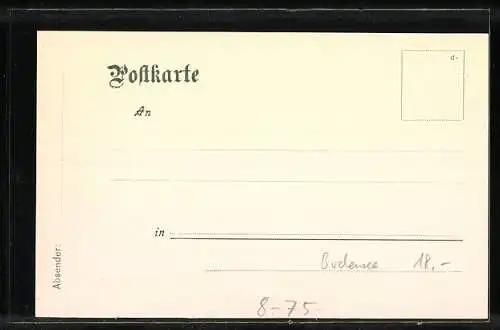 Postkarte
d-
An
in
Absender:
Bodensee 18,-
8-75